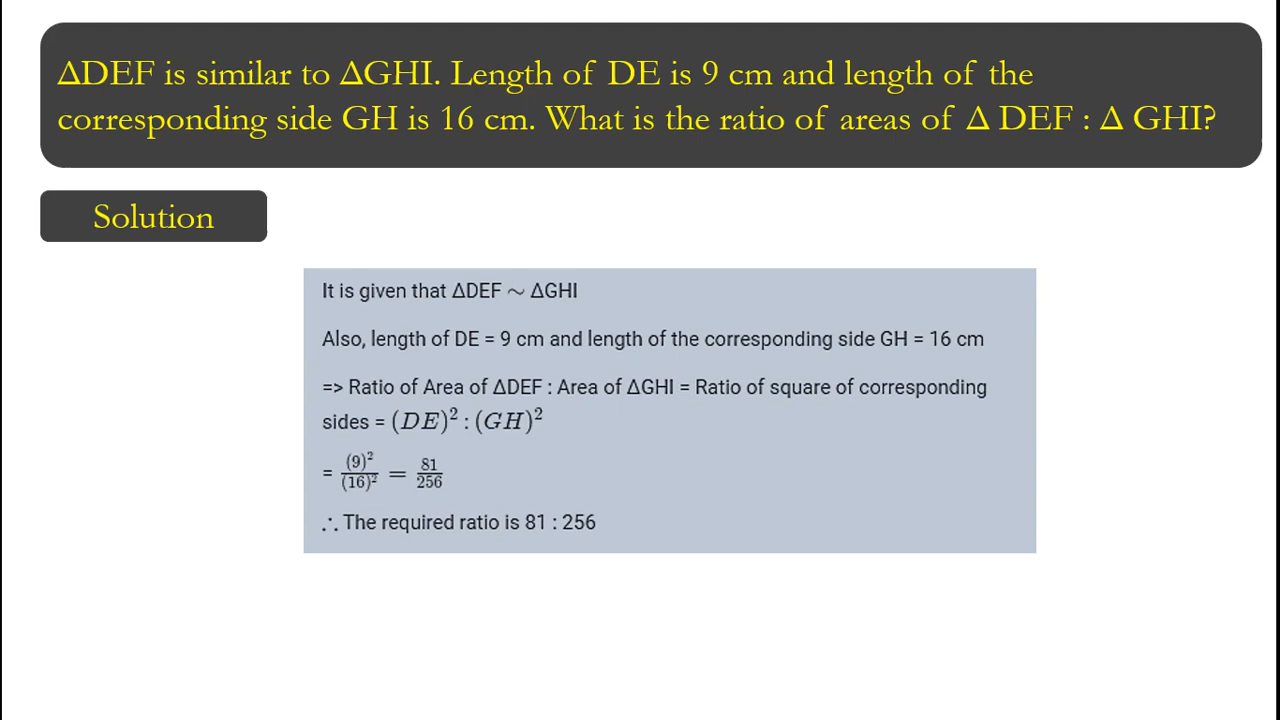 ΔDEF is similar to ΔGHI. Length of DE is 9 cm and length of the
corresponding side GH is 16 cm. What is the ratio of areas of Δ DEF : Δ GHI?
Solution
It is given that ΔDEF ∼ ΔGHI
Also, length of DE = 9 cm and length of the corresponding side GH = 16 cm
=> Ratio of Area of ΔDEF : Area of ΔGHI = Ratio of square of corresponding
sides = (DE)² : (GH)²
= (9)²/(16)² = 81/256
∴ The required ratio is 81 : 256